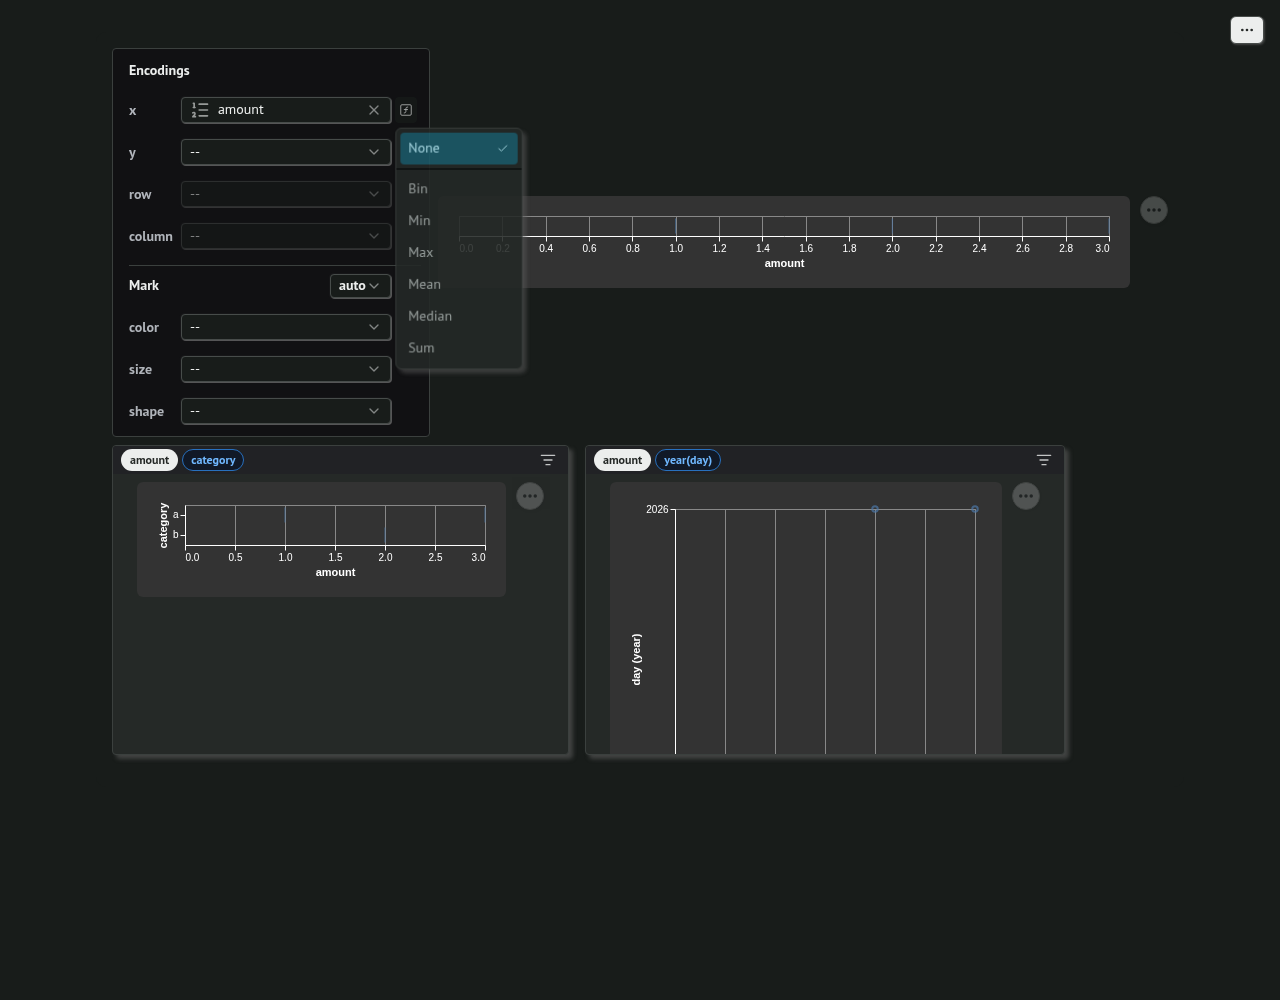 Encodings
x amount
y --
row --
column --
Mark auto
color --
size --
shape --
None
Bin
Min
Max
Mean
Median
Sum
0.0 0.2 0.4 0.6 0.8 1.0 1.2 1.4 1.6 1.8 2.0 2.2 2.4 2.6 2.8 3.0
amount
amount category
category
a
b
0.0 0.5 1.0 1.5 2.0 2.5 3.0
amount
amount year(day)
2026
day (year)